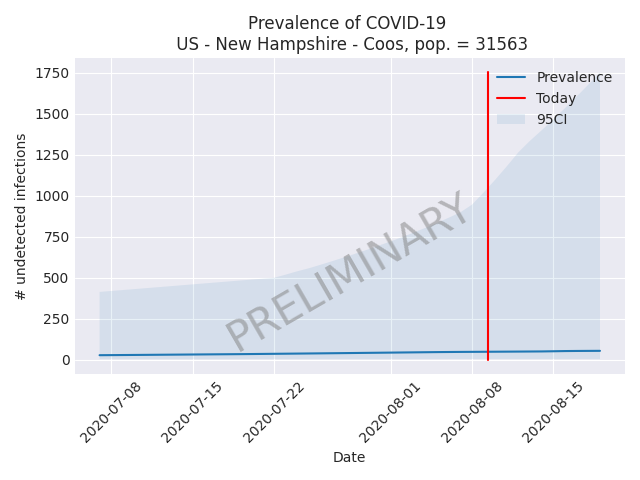 Prevalence of COVID-19
US - New Hampshire - Coos, pop. = 31563
1750
1500
1250
1000
750
500
250
0
# undetected infections
Prevalence
Today
95CI
PRELIMINARY
2020-07-08
2020-07-15
2020-07-22
2020-08-01
2020-08-08
2020-08-15
Date